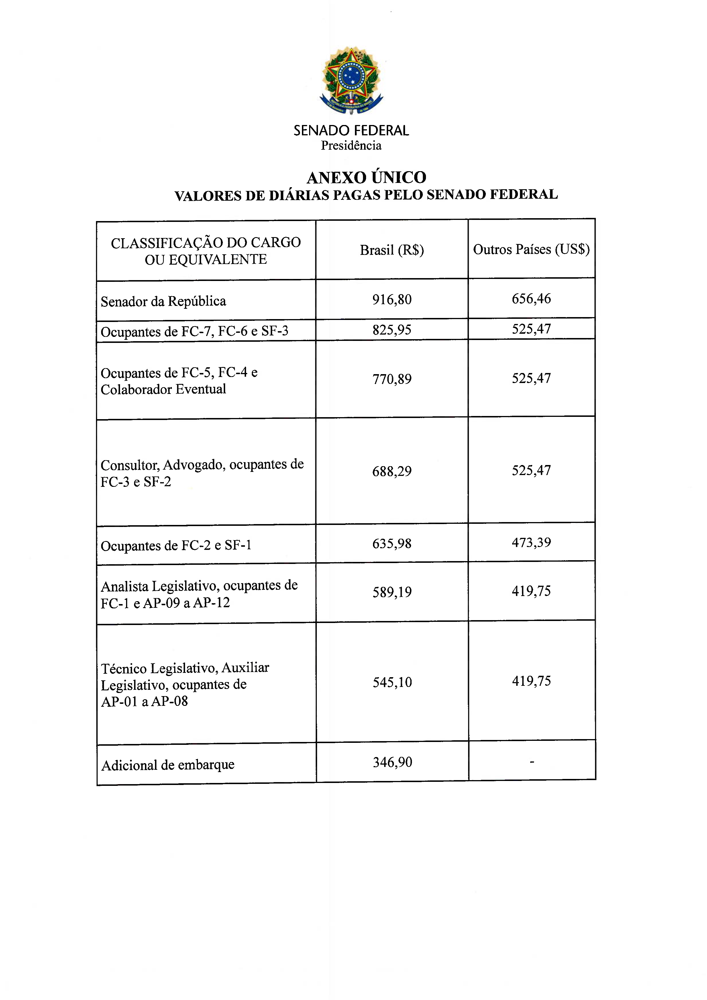 REPÚBLICA FEDERATIVA DO BRASIL
SENADO FEDERAL
Presidência
ANEXO ÚNICO
VALORES DE DIÁRIAS PAGAS PELO SENADO FEDERAL
CLASSIFICAÇÃO DO CARGO
OU EQUIVALENTE
Brasil (R$)
Outros Países (US$)
Senador da República
916,80
656,46
Ocupantes de FC-7, FC-6 e SF-3
825,95
525,47
Ocupantes de FC-5, FC-4 e
Colaborador Eventual
770,89
525,47
Consultor, Advogado, ocupantes de
FC-3 e SF-2
688,29
525,47
Ocupantes de FC-2 e SF-1
635,98
473,39
Analista Legislativo, ocupantes de
FC-1 e AP-09 a AP-12
589,19
419,75
Técnico Legislativo, Auxiliar
Legislativo, ocupantes de
AP-01 a AP-08
545,10
419,75
Adicional de embarque
346,90
-